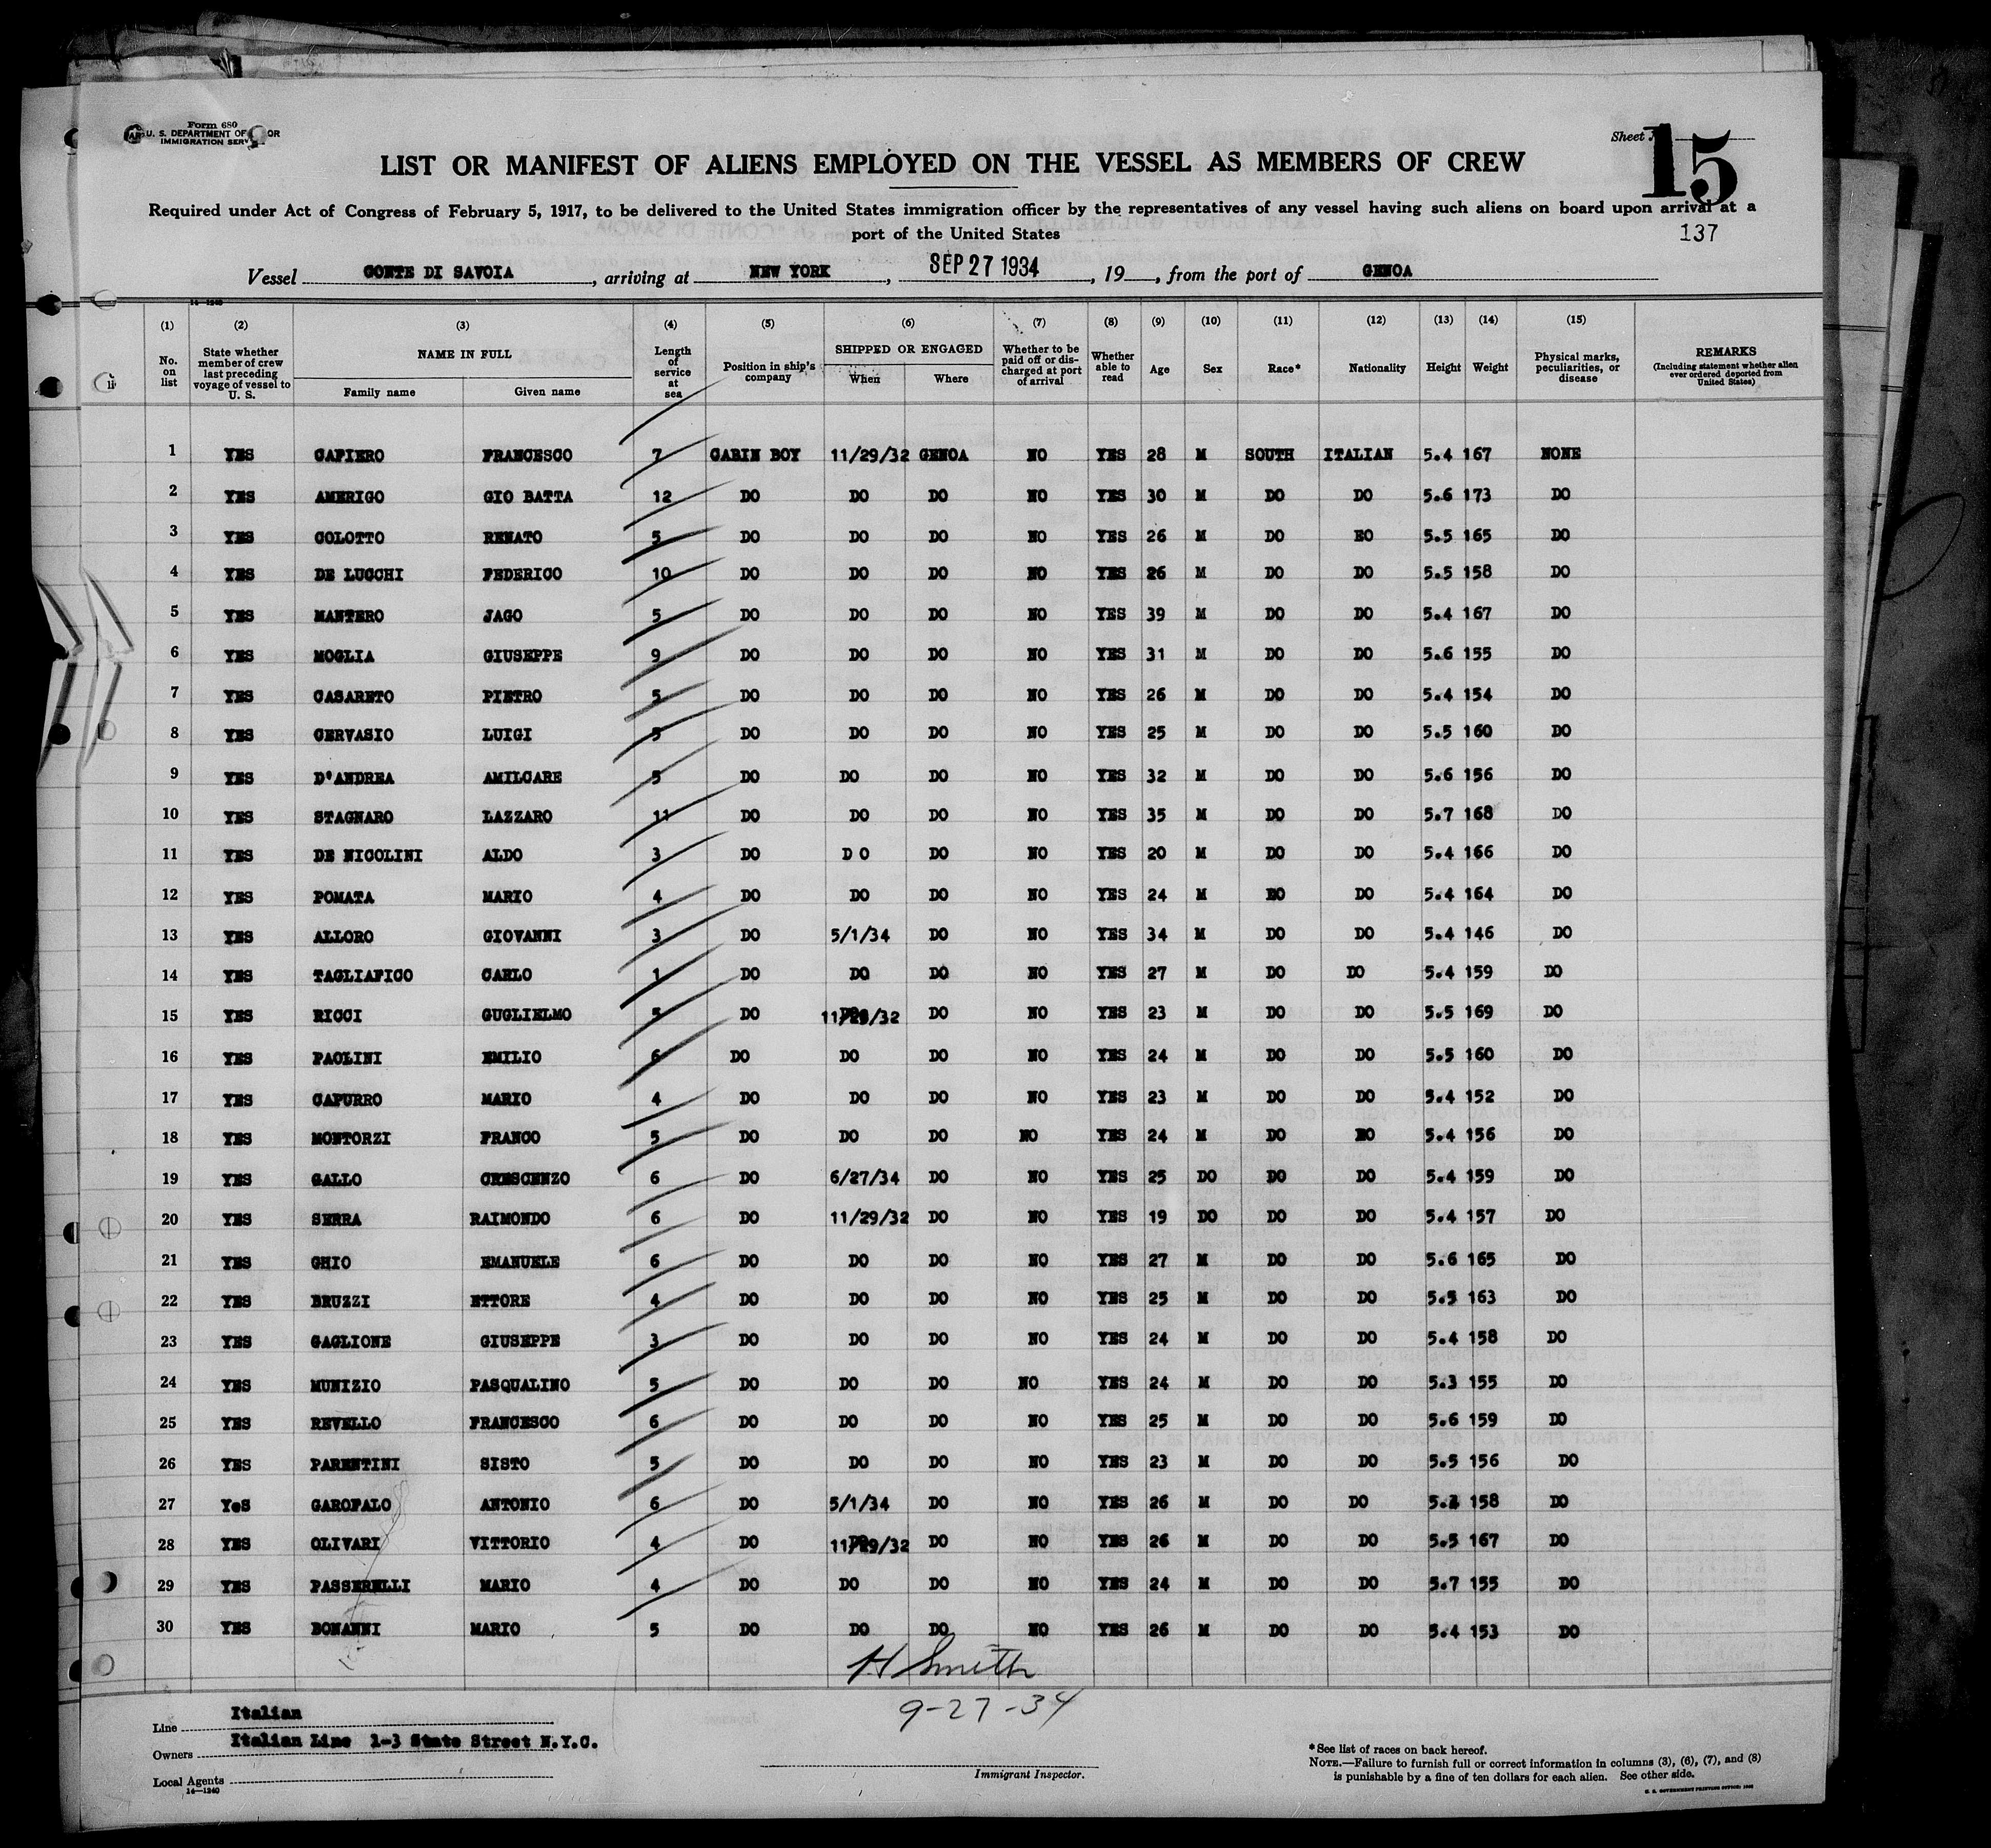 Form 680
U. S. DEPARTMENT OF
IMMIGRATION
Sheet
15
LIST OR MANIFEST OF ALIENS EMPLOYED ON THE VESSEL AS MEMBERS OF CREW
Required under Act of Congress of February 5, 1917, to be delivered to the United States immigration officer by the representatives of any vessel having such aliens on board upon arrival at a
port of the United States
137
Vessel CONTE DI SAVOIA, arriving at NEW YORK, SEP 27 1934, 19, from the port of GENOA
14—1240
(1) (2) (3) (4) (5) (6) (7) (8) (9) (10) (11) (12) (13) (14) (15)
No. on list State whether member of crew last preceding voyage of vessel to U. S. NAME IN FULL Family name Given name Length of service at sea Position in ship's company SHIPPED OR ENGAGED When Where Whether to be paid off or discharged at port of arrival Whether able to read Age Sex Race* Nationality Height Weight Physical marks, peculiarities, or disease REMARKS (Including statement whether alien ever ordered deported from United States)
1 YES CAFIERO FRANCESCO 7 CABIN BOY 11/29/32 GENOA NO YES 28 M SOUTH ITALIAN 5.4 167 NONE
2 YES AMERIGO GIO BATTA 12 DO DO DO NO YES 30 M DO DO 5.6 173 DO
3 YES COLOTTO RENATO 5 DO DO DO NO YES 26 M DO DO 5.5 165 DO
4 YES DE LUCCHI FEDERICO 10 DO DO DO NO YES 26 M DO DO 5.5 158 DO
5 YES MANTERO JAGO 5 DO DO DO NO YES 39 M DO DO 5.4 167 DO
6 YES MOGLIA GIUSEPPE 9 DO DO DO NO YES 31 M DO DO 5.6 155 DO
7 YES CASARETO PIETRO 5 DO DO DO NO YES 26 M DO DO 5.4 154 DO
8 YES CERVASIO LUIGI 5 DO DO DO NO YES 25 M DO DO 5.5 160 DO
9 YES D'ANDREA AMILCARE 5 DO DO DO NO YES 32 M DO DO 5.6 156 DO
10 YES STAGNARO LAZZARO 11 DO DO DO NO YES 35 M DO DO 5.7 168 DO
11 YES DE NICOLINI ALDO 3 DO D O DO NO YES 20 M DO DO 5.4 166 DO
12 YES POMATA MARIO 4 DO DO DO NO YES 24 M DO DO 5.4 164 DO
13 YES ALLORO GIOVANNI 3 DO 5/1/34 DO NO YES 34 M DO DO 5.4 146 DO
14 YES TAGLIAFICO CARLO 1 DO DO DO NO YES 27 M DO DO 5.4 159 DO
15 YES RICCI GUGLIELMO 5 DO 11/29/32 DO NO YES 23 M DO DO 5.5 169 DO
16 YES PAOLINI EMILIO 6 DO DO DO NO YES 24 M DO DO 5.5 160 DO
17 YES CAPURRO MARIO 4 DO DO DO NO YES 23 M DO DO 5.4 152 DO
18 YES MONTORZI FRANCO 5 DO DO DO NO YES 24 M DO DO 5.4 156 DO
19 YES GALLO CRESCENZO 6 DO 6/27/34 DO NO YES 25 DO DO DO 5.4 159 DO
20 YES SERRA RAIMONDO 6 DO 11/29/32 DO NO YES 19 DO DO DO 5.4 157 DO
21 YES GHIO EMANUELE 6 DO DO DO NO YES 27 M DO DO 5.6 165 DO
22 YES BRUZZI ETTORE 4 DO DO DO NO YES 25 M DO DO 5.5 163 DO
23 YES GAGLIONE GIUSEPPE 3 DO DO DO NO YES 24 M DO DO 5.4 158 DO
24 YES MUNIZIO PASQUALINO 5 DO DO DO NO YES 24 M DO DO 5.3 155 DO
25 YES REVELLO FRANCESCO 6 DO DO DO NO YES 25 M DO DO 5.6 159 DO
26 YES PARENTINI SISTO 5 DO DO DO NO YES 23 M DO DO 5.5 156 DO
27 YeS GAROFALO ANTONIO 6 DO 5/1/34 DO NO YES 26 M DO DO 158 DO
28 YES OLIVARI VITTORIO 4 DO 11/29/32 DO NO YES 26 M DO DO 5.5 167 DO
29 YES PASSERELLI MARIO 4 DO DO DO NO YES 24 M DO DO 5.7 155 DO
30 YES BONANNI MARIO 5 DO DO DO NO YES 26 M DO DO 5.4 153 DO
H Smith
9-27-34
Line Italian
Owners Italian Line 1-3 State Street N.Y.C.
Local Agents
14—1240
Immigrant Inspector.
*See list of races on back hereof.
NOTE.—Failure to furnish full or correct information in columns (3), (6), (7), and (8)
is punishable by a fine of ten dollars for each alien. See other side.
U. S. GOVERNMENT PRINTING OFFICE